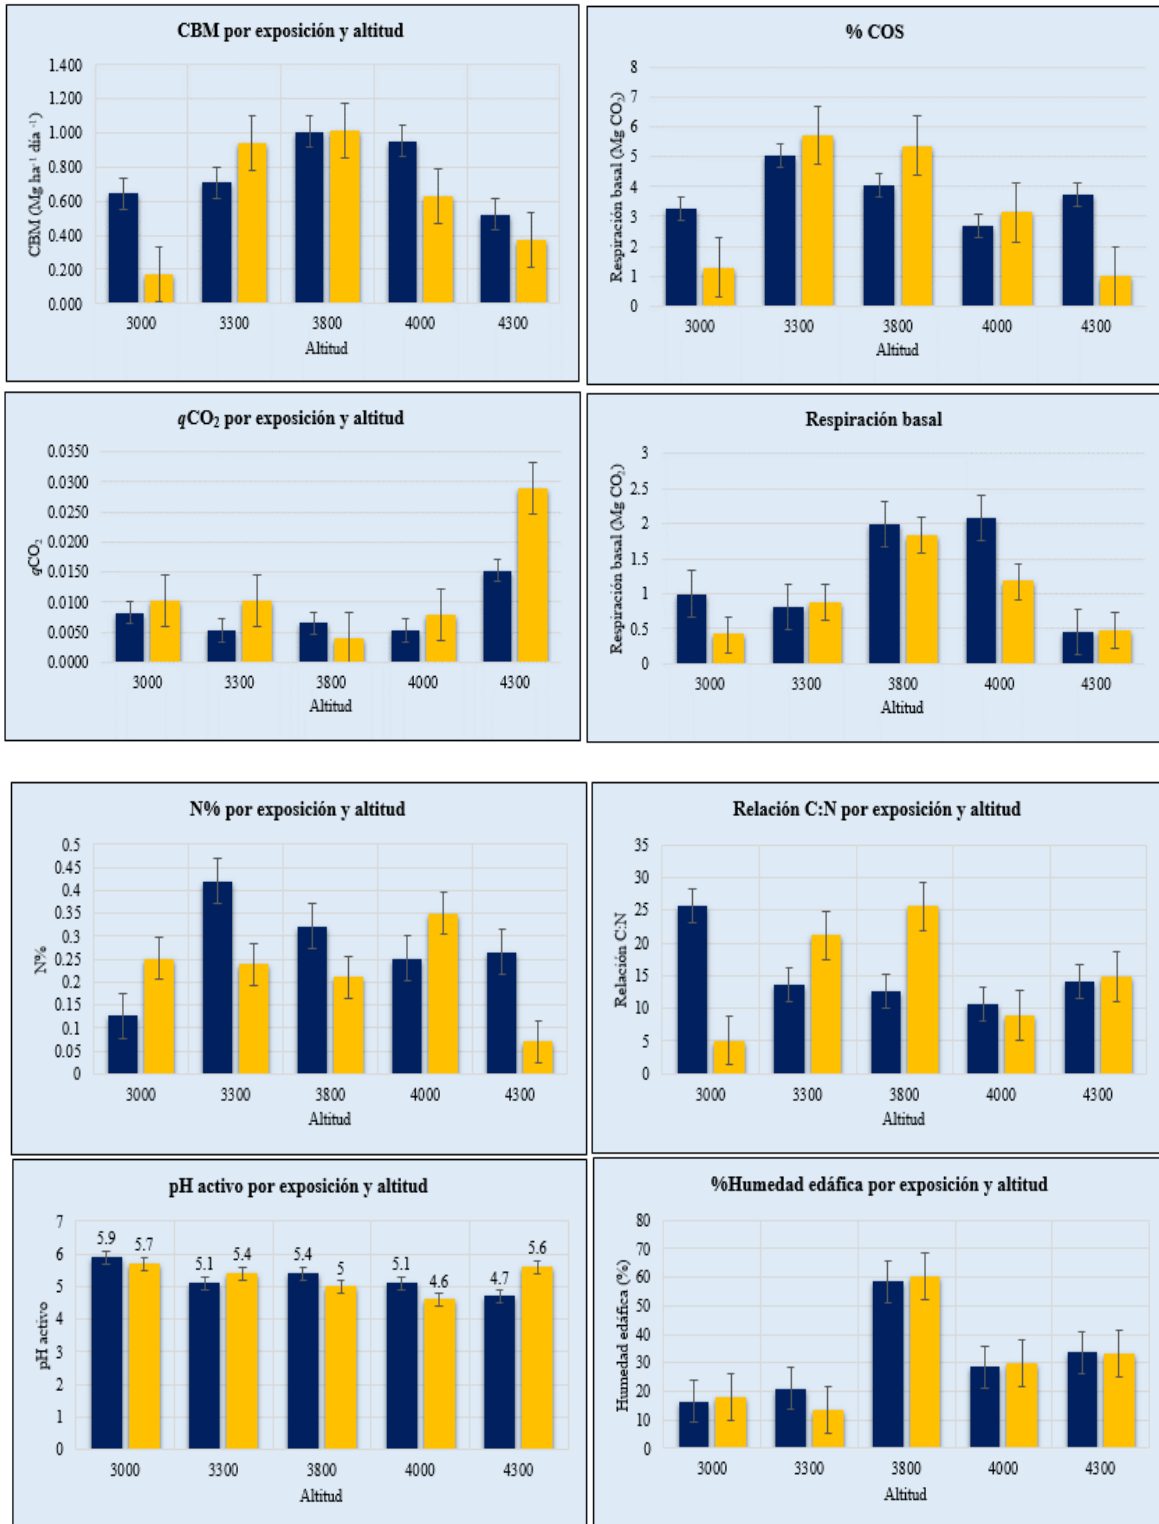 CBM por exposición y altitud
CBM (Mg ha⁻¹ día ⁻¹)
1.400
1.200
1.000
0.800
0.600
0.400
0.200
0.000
3000 3300 3800 4000 4300
Altitud
% COS
Respiración basal (Mg CO₂)
8
7
6
5
4
3
2
1
0
3000 3300 3800 4000 4300
Altitud
qCO₂ por exposición y altitud
qCO₂
0.0350
0.0300
0.0250
0.0200
0.0150
0.0100
0.0050
0.0000
3000 3300 3800 4000 4300
Altitud
Respiración basal
Respiración basal (Mg CO₂)
3
2.5
2
1.5
1
0.5
0
3000 3300 3800 4000 4300
Altitud
N% por exposición y altitud
N%
0.5
0.45
0.4
0.35
0.3
0.25
0.2
0.15
0.1
0.05
0
3000 3300 3800 4000 4300
Altitud
Relación C:N por exposición y altitud
Relación C:N
35
30
25
20
15
10
5
0
3000 3300 3800 4000 4300
Altitud
pH activo por exposición y altitud
pH activo
7
6
5
4
3
2
1
0
5.9 5.7 5.1 5.4 5.4 5 5.1 4.6 4.7 5.6
3000 3300 3800 4000 4300
Altitud
%Humedad edáfica por exposición y altitud
Humedad edáfica (%)
80
70
60
50
40
30
20
10
0
3000 3300 3800 4000 4300
Altitud